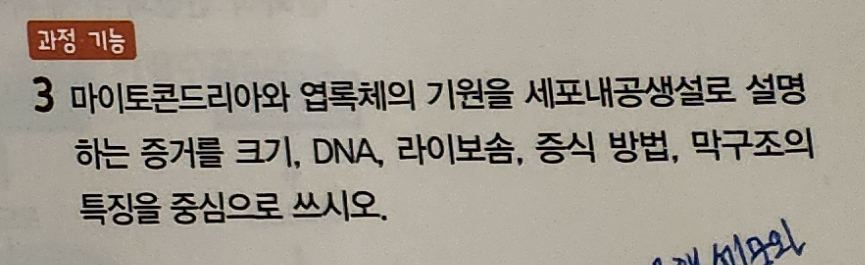 과정·기능
3 마이토콘드리아와 엽록체의 기원을 세포내공생설로 설명
하는 증거를 크기, DNA, 라이보솜, 증식 방법, 막구조의
특징을 중심으로 쓰시오.